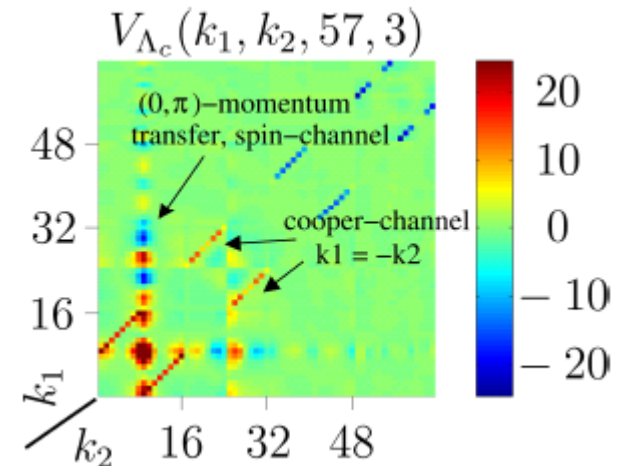 V_{Λ_c}(k_1, k_2, 57, 3)
(0,π)−momentum
transfer, spin−channel
cooper−channel
k1 = −k2
48
32
16
k_1
k_2
16
32
48
20
10
0
− 10
− 20